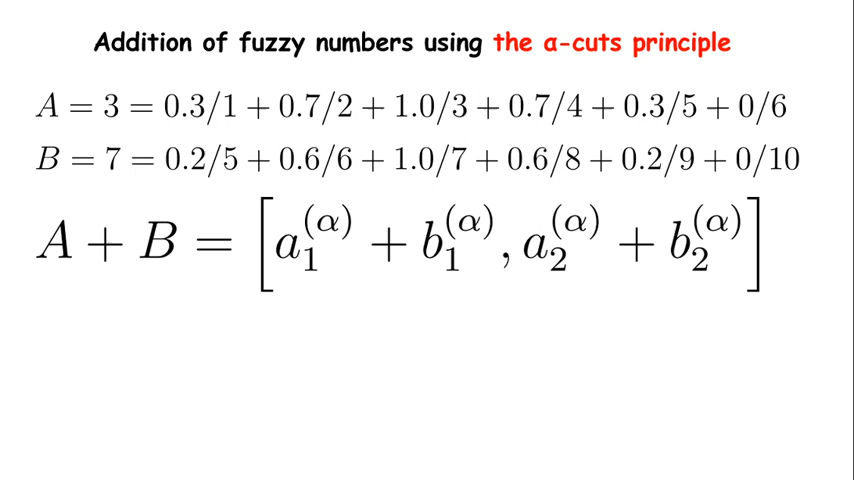 Addition of fuzzy numbers using the α-cuts principle
A = 3 = 0.3/1 + 0.7/2 + 1.0/3 + 0.7/4 + 0.3/5 + 0/6
B = 7 = 0.2/5 + 0.6/6 + 1.0/7 + 0.6/8 + 0.2/9 + 0/10
A + B = [a₁^(α) + b₁^(α), a₂^(α) + b₂^(α)]